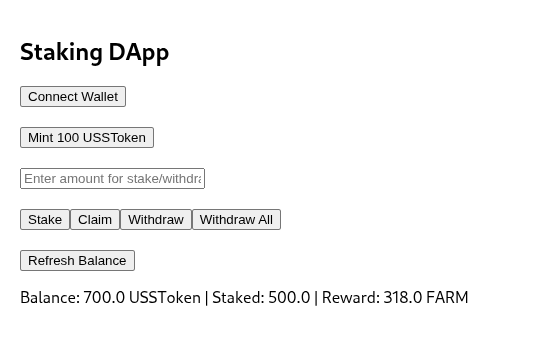 Staking DApp
Connect Wallet
Mint 100 USSToken
Enter amount for stake/withdra
Stake Claim Withdraw Withdraw All
Refresh Balance
Balance: 700.0 USSToken | Staked: 500.0 | Reward: 318.0 FARM